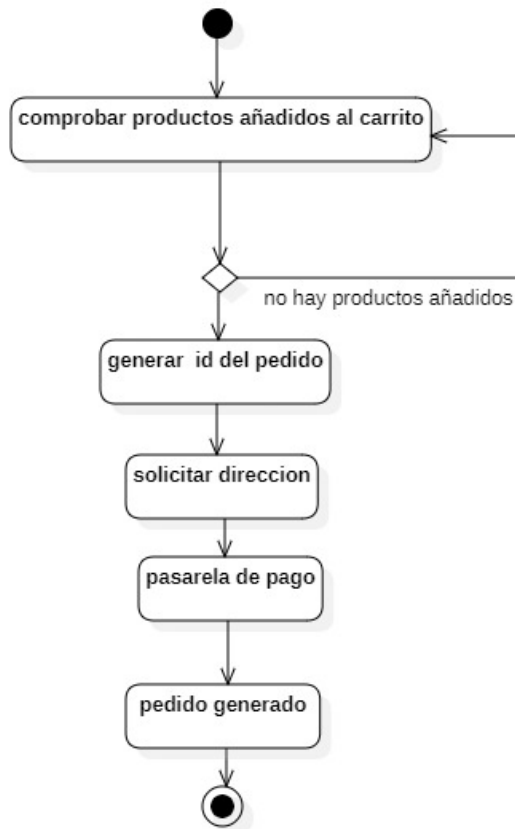 comprobar productos añadidos al carrito
no hay productos añadidos
generar id del pedido
solicitar direccion
pasarela de pago
pedido generado